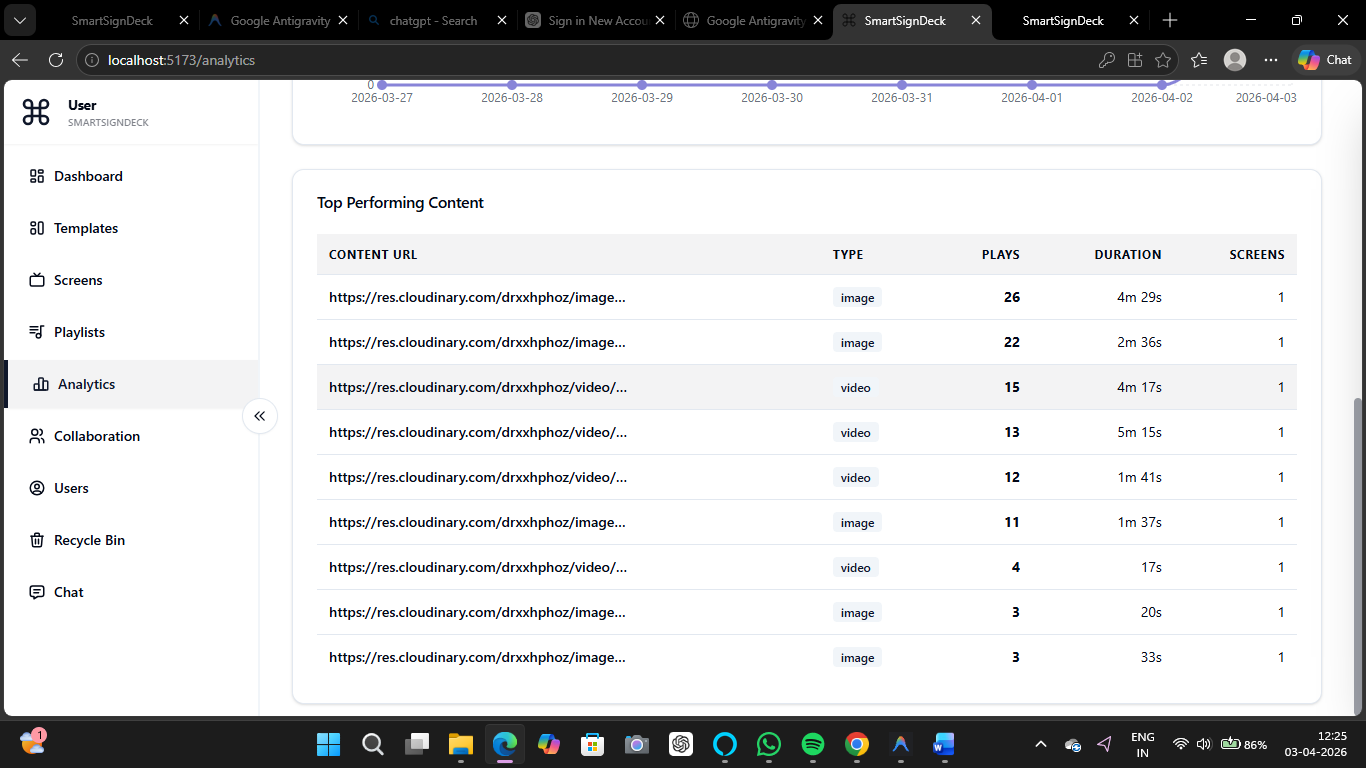 SmartSignDeck
Google Antigravity
chatgpt - Search
Sign in New Accou
Google Antigravity
SmartSignDeck
SmartSignDeck
localhost:5173/analytics
Chat
User
SMARTSIGNDECK
Dashboard
Templates
Screens
Playlists
Analytics
Collaboration
Users
Recycle Bin
Chat
0
2026-03-27 2026-03-28 2026-03-29 2026-03-30 2026-03-31 2026-04-01 2026-04-02 2026-04-03
Top Performing Content
CONTENT URL TYPE PLAYS DURATION SCREENS
https://res.cloudinary.com/drxxhphoz/image... image 26 4m 29s 1
https://res.cloudinary.com/drxxhphoz/image... image 22 2m 36s 1
https://res.cloudinary.com/drxxhphoz/video/... video 15 4m 17s 1
https://res.cloudinary.com/drxxhphoz/video/... video 13 5m 15s 1
https://res.cloudinary.com/drxxhphoz/video/... video 12 1m 41s 1
https://res.cloudinary.com/drxxhphoz/image... image 11 1m 37s 1
https://res.cloudinary.com/drxxhphoz/video/... video 4 17s 1
https://res.cloudinary.com/drxxhphoz/image... image 3 20s 1
https://res.cloudinary.com/drxxhphoz/image... image 3 33s 1
1
ENG
IN
86%
12:25
03-04-2026